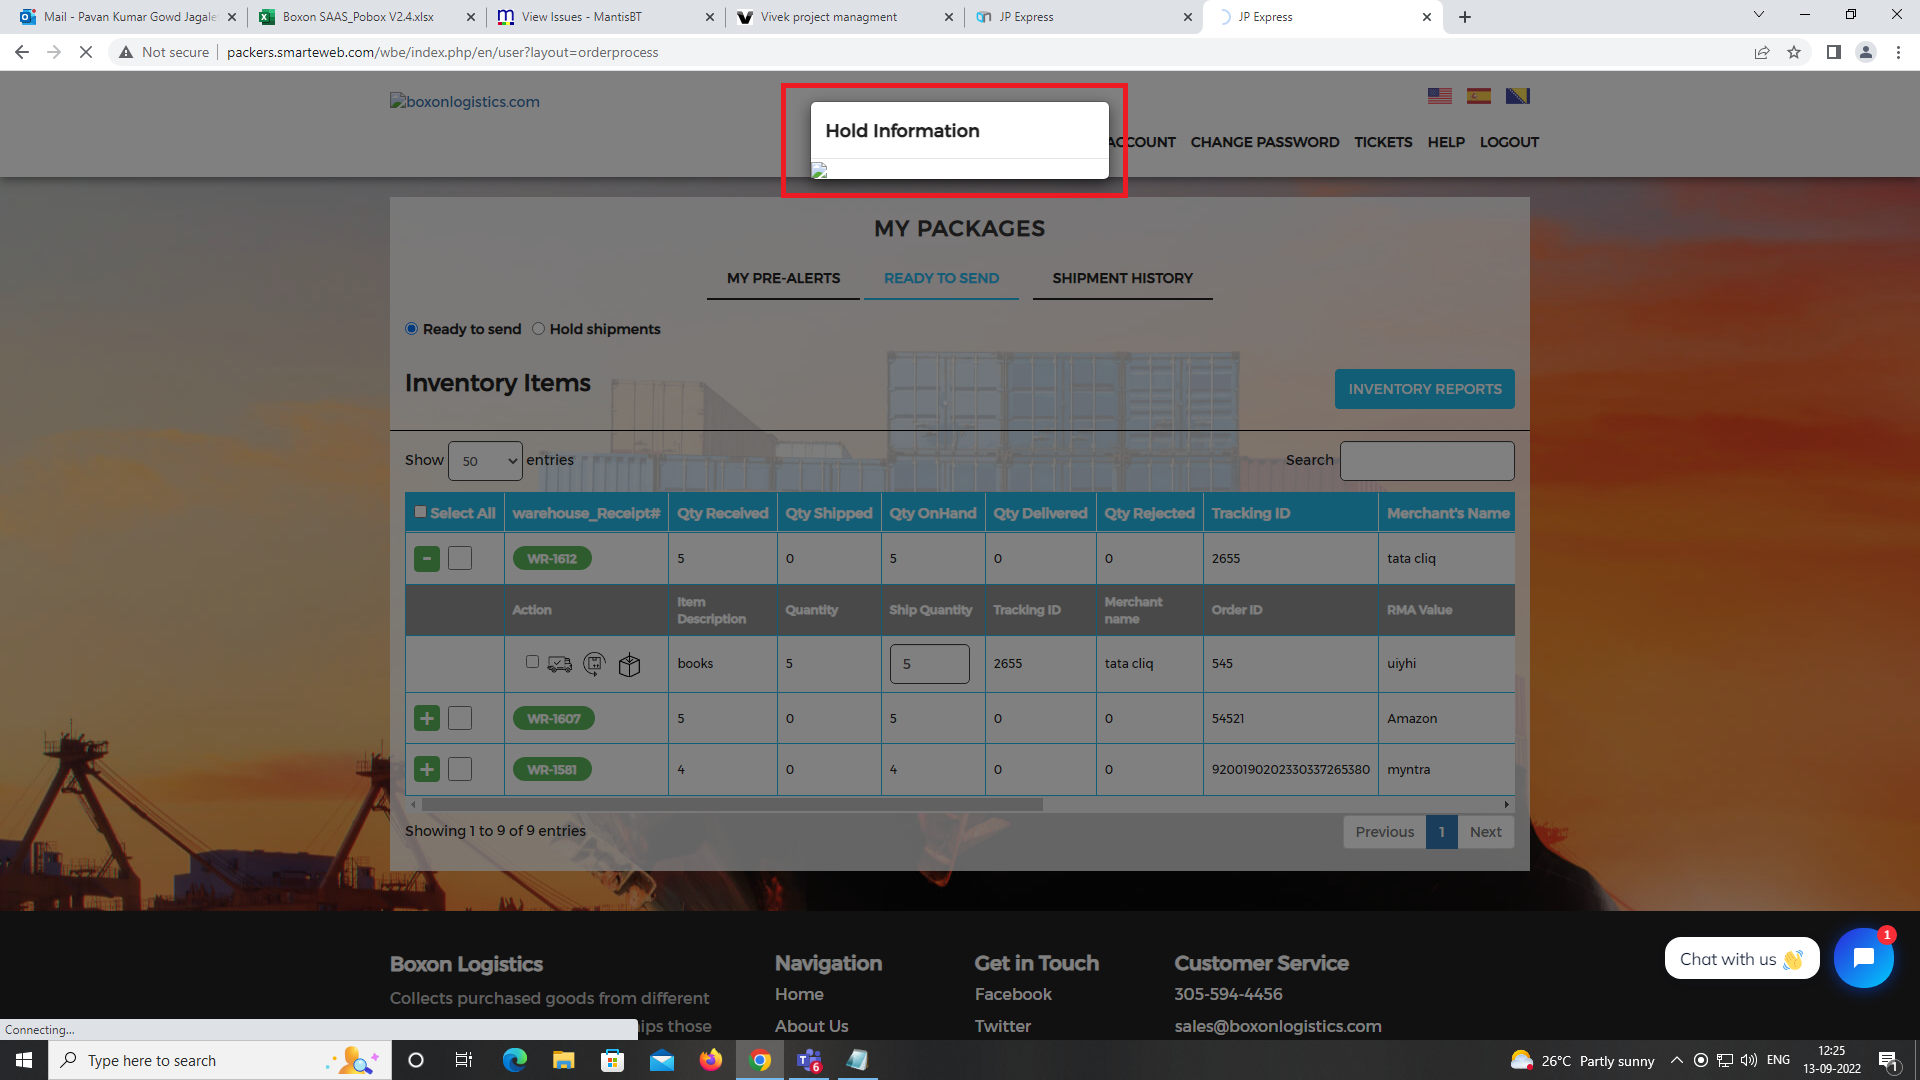 Mail - Pavan Kumar Gowd Jagale
Boxon SAAS_Pobox V2.4.xlsx
View Issues - MantisBT
Vivek project managment
JP Express
JP Express
Not secure
packers.smarteweb.com/wbe/index.php/en/user?layout=orderprocess
boxonlogistics.com
Hold Information
ACCOUNT CHANGE PASSWORD TICKETS HELP LOGOUT
MY PACKAGES
MY PRE-ALERTS READY TO SEND SHIPMENT HISTORY
Ready to send Hold shipments
Inventory Items
INVENTORY REPORTS
Show 50 entries
Search
Select All warehouse_Receipt# Qty Received Qty Shipped Qty OnHand Qty Delivered Qty Rejected Tracking ID Merchant's Name
- WR-1612 5 0 5 0 0 2655 tata cliq
Action Item Description Quantity Ship Quantity Tracking ID Merchant name Order ID RMA Value
books 5 5 2655 tata cliq 545 uiyhi
+ WR-1607 5 0 5 0 0 54521 Amazon
+ WR-1581 4 0 4 0 0 9200190202330337265380 myntra
Showing 1 to 9 of 9 entries
Previous 1 Next
Boxon Logistics
Collects purchased goods from different
ips those
Navigation
Home
About Us
Get in Touch
Facebook
Twitter
Customer Service
305-594-4456
sales@boxonlogistics.com
Chat with us
1
Connecting...
Type here to search
6
26°C Partly sunny
ENG
12:25
13-09-2022
1